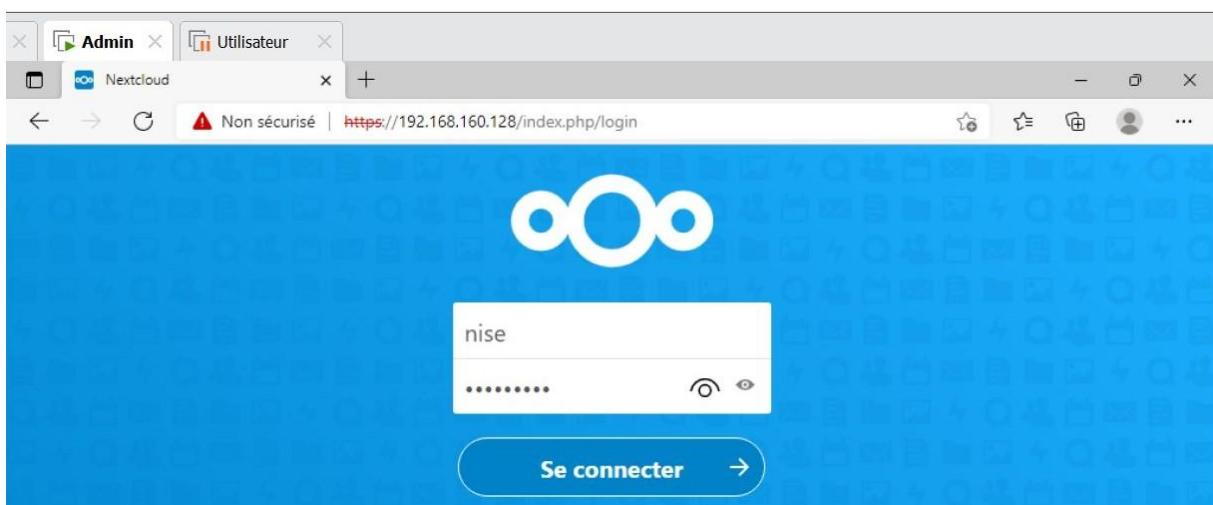 Admin
Utilisateur
Nextcloud
Non sécurisé | https://192.168.160.128/index.php/login
nise
•••••••••
Se connecter